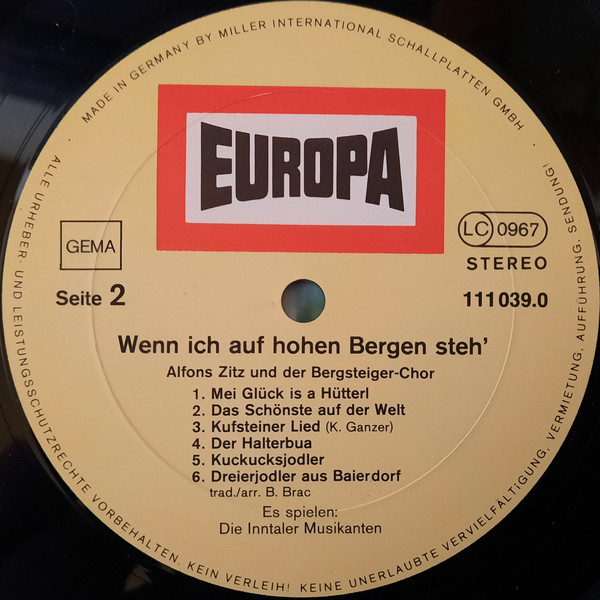 MADE IN GERMANY BY MILLER INTERNATIONAL SCHALLPLATTEN GMBH ·
EUROPA
GEMA
LC 0967
STEREO
Seite 2
111 039.0
Wenn ich auf hohen Bergen steh'
Alfons Zitz und der Bergsteiger-Chor
1. Mei Glück is a Hütterl
2. Das Schönste auf der Welt
3. Kufsteiner Lied (K. Ganzer)
4. Der Halterbua
5. Kuckucksjodler
6. Dreierjodler aus Baierdorf
trad./arr. B. Brac
Es spielen:
Die Inntaler Musikanten
ALLE URHEBER- UND LEISTUNGSSCHUTZRECHTE VORBEHALTEN. KEIN VERLEIH! KEINE UNERLAUBTE VERVIELFÄLTIGUNG, VERMIETUNG, AUFFÜHRUNG, SENDUNG!